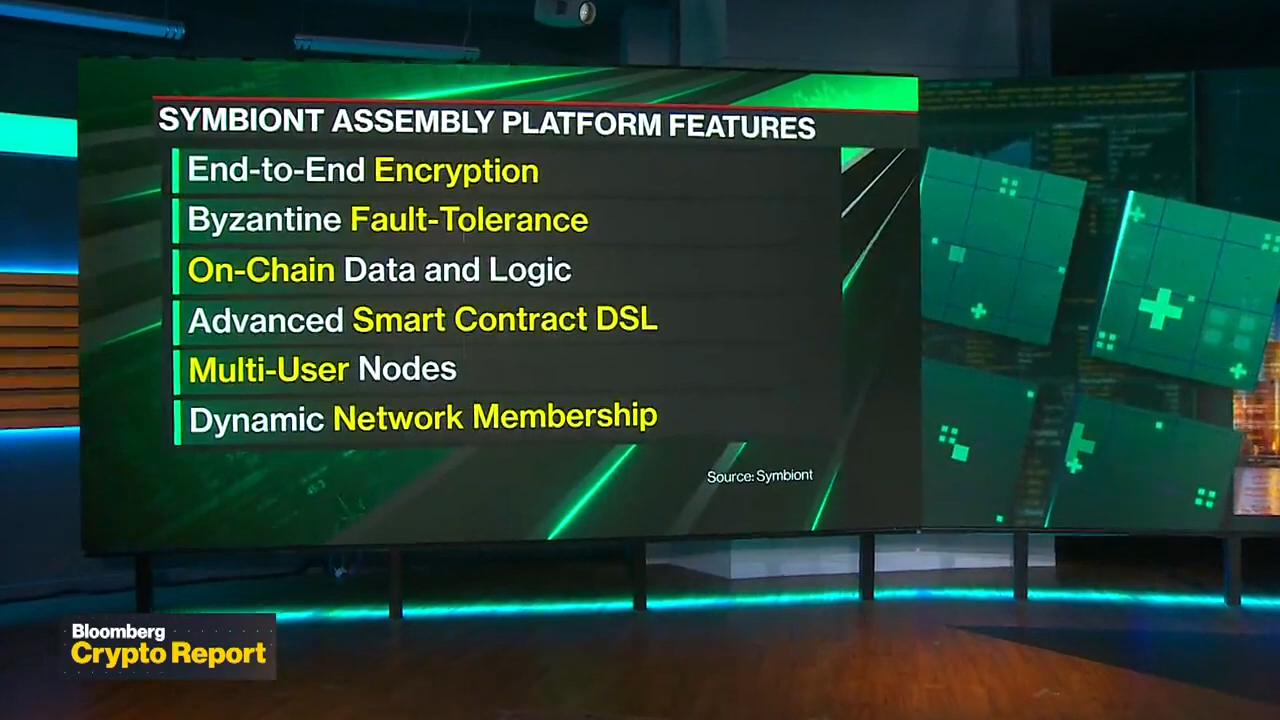 SYMBIONT ASSEMBLY PLATFORM FEATURES
End-to-End Encryption
Byzantine Fault-Tolerance
On-Chain Data and Logic
Advanced Smart Contract DSL
Multi-User Nodes
Dynamic Network Membership
Source: Symbiont
Bloomberg
Crypto Report